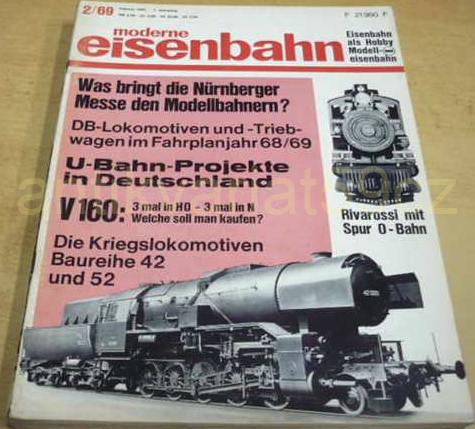 2/69
moderne
eisenbahn
F 21960 F
Eisenbahn
als Hobby
Modell-
eisenbahn
Was bringt die Nürnberger
Messe den Modellbahnern?
DB-Lokomotiven und -Trieb-
wagen im Fahrplanjahr 68/69
U-Bahn-Projekte
in Deutschland
V 160: 3 mal in H0 - 3 mal in N
Welche soll man kaufen?
Rivarossi mit
Spur 0-Bahn
Die Kriegslokomotiven
Baureihe 42
und 52